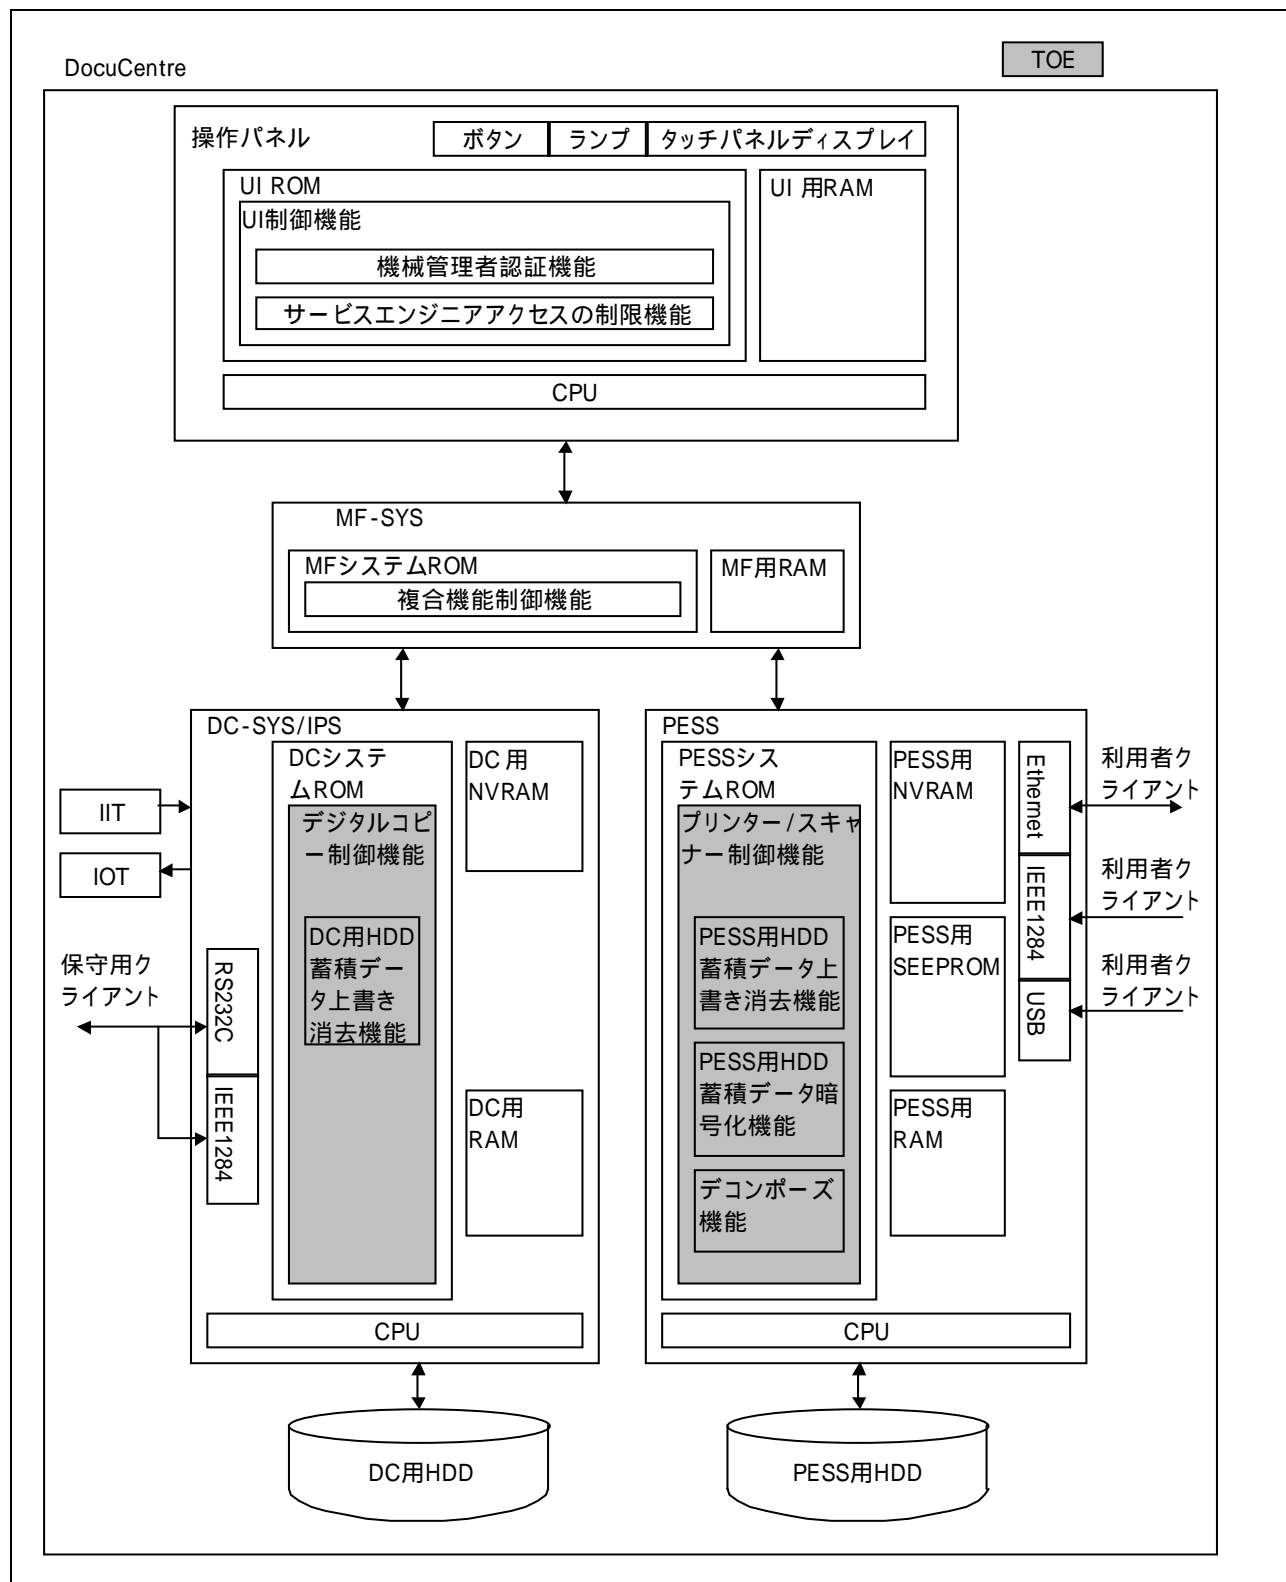 TOE
DocuCentre
操作パネル
ボタン
ランプ
タッチパネルディスプレイ
UI ROM
UI 用RAM
UI制御機能
機械管理者認証機能
サービスエンジニアアクセスの制限機能
CPU
MF-SYS
MFシステムROM
MF用RAM
複合機能制御機能
DC-SYS/IPS
DCシステ
ムROM
DC 用
NVRAM
IIT
IOT
デジタルコピ
ー制御機能
DC用HDD
蓄積デー
タ上書き
消去機能
保守用ク
ライアント
RS232C
IEEE1284
DC用
RAM
CPU
DC用HDD
PESS
PESSシス
テムROM
PESS用
NVRAM
Ethernet
利用者ク
ライアント
プリンター/スキャ
ナー制御機能
IEEE1284
利用者ク
ライアント
PESS用HDD
蓄積データ上
書き消去機能
PESS用
SEEPROM
USB
利用者ク
ライアント
PESS用HDD
蓄積データ暗
号化機能
PESS用
RAM
デコンポーズ
機能
CPU
PESS用HDD